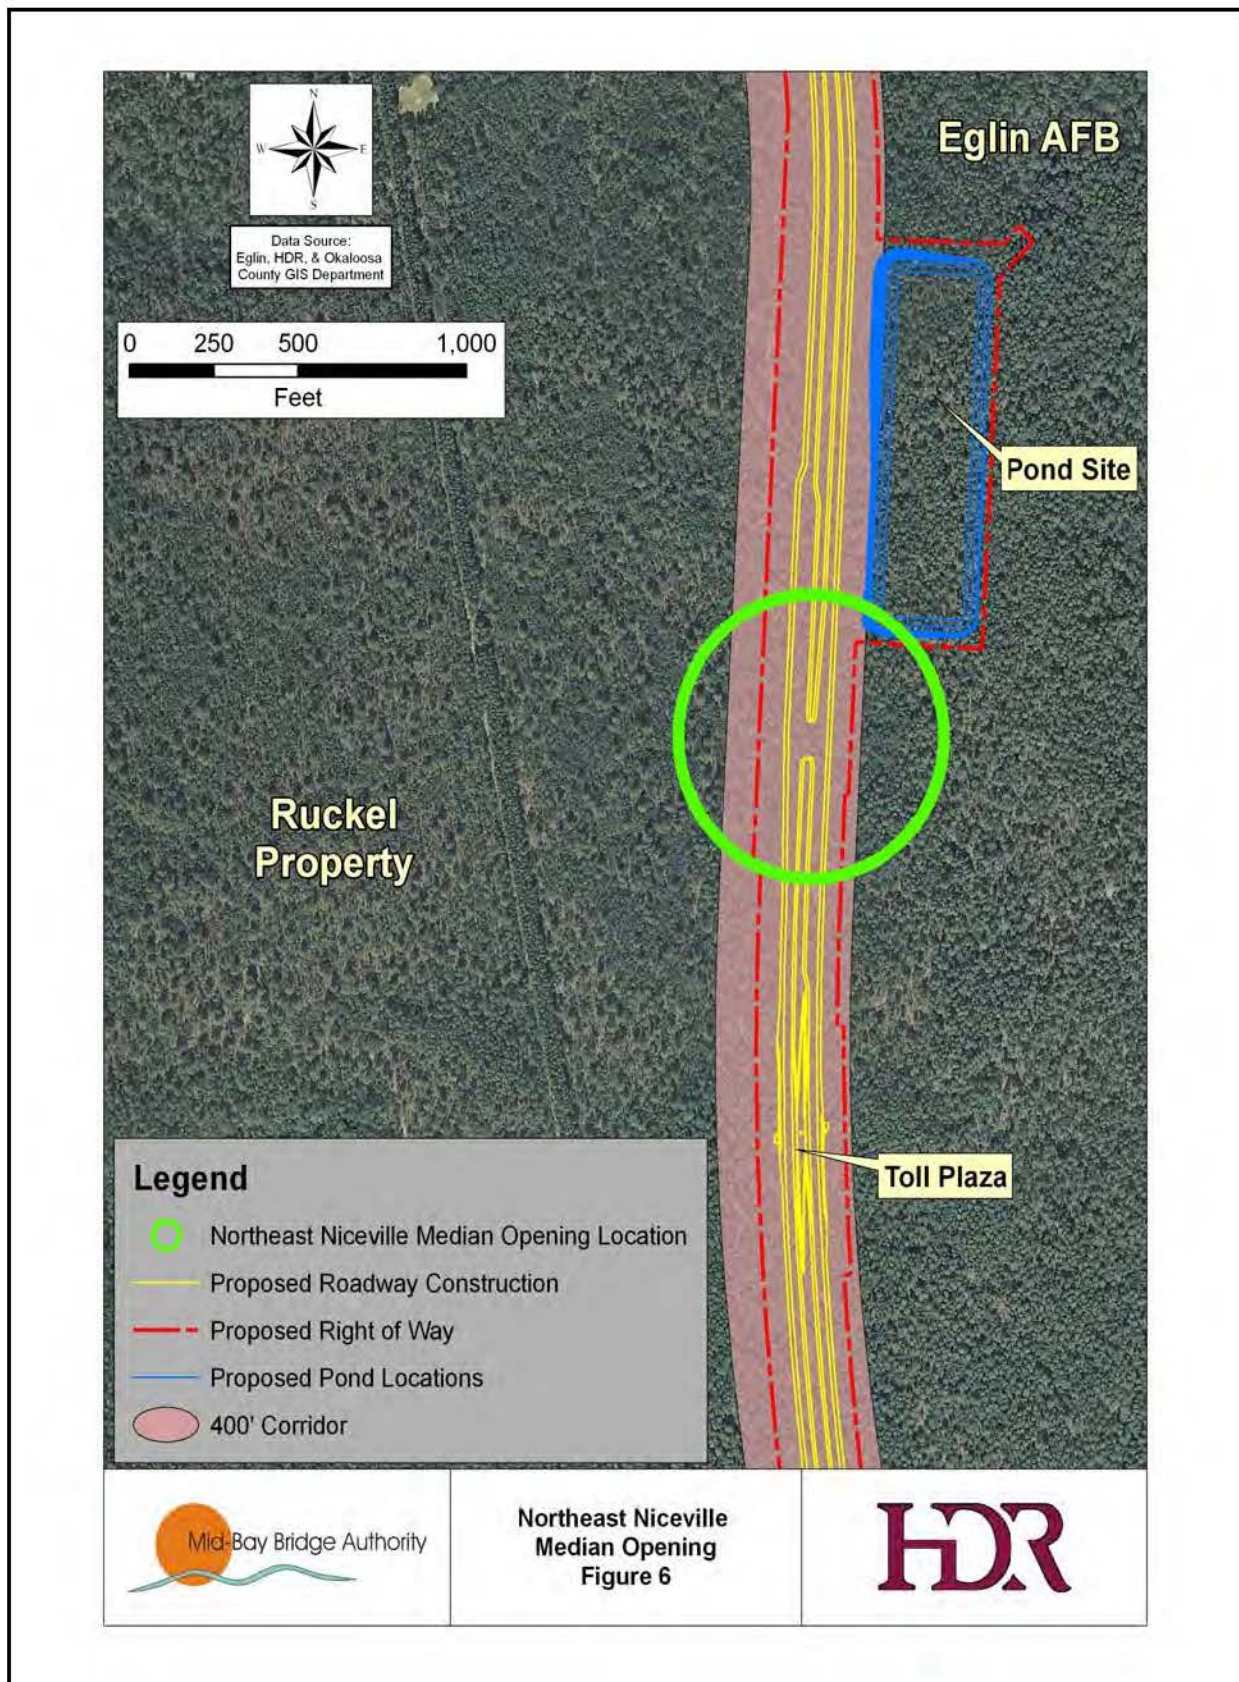 N
W E
S
Eglin AFB
Data Source:
Eglin, HDR, & Okaloosa
County GIS Department
0 250 500 1,000
Feet
Pond Site
Ruckel
Property
Toll Plaza
Legend
Northeast Niceville Median Opening Location
Proposed Roadway Construction
Proposed Right of Way
Proposed Pond Locations
400' Corridor
Mid-Bay Bridge Authority
Northeast Niceville
Median Opening
Figure 6
HDR